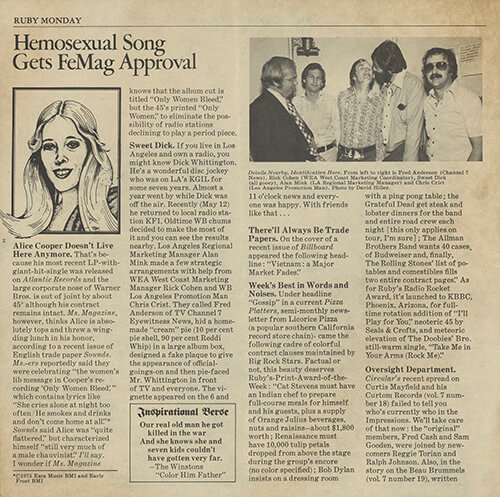 RUBY MONDAY
Hemosexual Song
Gets FeMag Approval
Alice Cooper Doesn't Live
Here Anymore. That's be-
cause his most recent LP-with-
giant-hit-single was released
on Atlantic Records and the
large corporate nose of Warner
Bros. is out of joint by about
45° although his contract
remains intact. Ms. Magazine,
however, thinks Alice is abso-
lutely tops and threw a wing-
ding lunch in his honor,
according to a recent issue of
English trade paper Sounds.
Ms.-ers reportedly said they
were celebrating "the women's
lib message in Cooper's re-
cording 'Only Women Bleed,'"
which contains lyrics like
"She cries alone at night too
often/He smokes and drinks
and don't come home at all."*
Sounds said Alice was "quite
flattered," but characterized
himself "still very much of
a male chauvinist." I'll say.
I wonder if Ms. Magazine
*©1975 Ezra Music BMI and Early
Frost BMI
knows that the album cut is
titled "Only Women Bleed,"
but the 45's printed "Only
Women," to eliminate the pos-
sibility of radio stations
declining to play a period piece.
Sweet Dick. If you live in Los
Angeles and own a radio, you
might know Dick Whittington.
He's a wonderful disc jockey
who was on LA's KGIL for
some seven years. Almost a
year went by while Dick was
off the air. Recently (May 12)
he returned to local radio sta-
tion KFI. Oldtime WB chums
decided to make the most of
it and you can see the results
nearby. Los Angeles Regional
Marketing Manager Alan
Mink made a few strategic
arrangements with help from
WEA West Coast Marketing
Manager Rick Cohen and WB
Los Angeles Promotion Man
Chris Crist. They called Fred
Anderson of TV Channel 7
Eyewitness News, hid a home-
made "cream" pie (10 per cent
pie shell, 90 per cent Reddi
Whip) in a large album box,
designed a fake plaque to give
the appearance of official-
goings-on and then pie-faced
Mr. Whittington in front
of TV and everyone. The vi-
gnette appeared on the 6 and
Inspirational Verse
Our real old man he got
killed in the war
And she knows she and
seven kids couldn't
have gotten very far.
–The Winstons
"Color Him Father"
Details Nearby, Identification Here. From left to right is Fred Anderson (Channel 7
News), Rick Cohen (WEA West Coast Marketing Coordinator), Sweet Dick
(all gooey), Alan Mink (LA Regional Marketing Manager) and Chris Crist
(Los Angeles Promotion Man). Photo by David Hiller.
11 o'clock news and every-
one was happy. With friends
like that . . .
There'll Always Be Trade
Papers. On the cover of a
recent issue of Billboard
appeared the following head-
line: "Vietnam: a Major
Market Fades."
Week's Best in Words and
Noises. Under headline
"Gossip" in a current Pizza
Platters, semi-monthly news-
letter from Licorice Pizza
(a popular southern California
record store chain) came the
following cadre of colorful
contract clauses maintained by
Big Rock Stars. Factual or
not, this beauty deserves
Ruby's-Print-Award-of-the-
Week: "Cat Stevens must have
an Indian chef to prepare
full-course meals for himself
and his guests, plus a supply
of Orange Julius beverages,
nuts and raisins–about $1,800
worth; Renaissance must
have 10,000 tulip petals
dropped from above the stage
during the group's encore
(no color specified); Bob Dylan
insists on a dressing room
with a ping pong table; the
Grateful Dead get steak and
lobster dinners for the band
and entire road crew each
night [this only applies on
tour, I'm sure]; The Allman
Brothers Band wants 40 cases,
of Budweiser and, finally,
The Rolling Stones' list of po-
tables and comestibles fills
two entire contract pages." As
for Ruby's Radio Rocket
Award, it's launched to KRBC,
Phoenix, Arizona, for full-
time rotation addition of "I'll
Play for You," neoteric 45 by
Seals & Crofts, and meteoric
elevation of The Doobies' Bro.
still-warm single, "Take Me in
Your Arms (Rock Me)."
Oversight Department.
Circular's recent spread on
Curtis Mayfield and his
Curtom Records (vol. 7 num-
ber 18) failed to tell you
who's currently who in the
Impressions. We'll take care
of that now: the "original"
members, Fred Cash and Sam
Gooden, were joined by new-
comers Reggie Torian and
Ralph Johnson. Also, in the
story on the Beau Brummels
(vol. 7 number 19), written